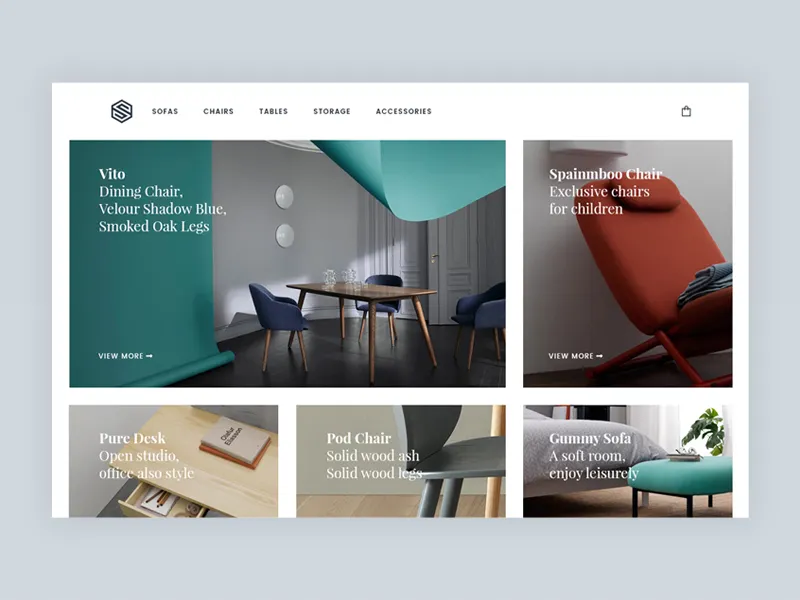 SOFAS CHAIRS TABLES STORAGE ACCESSORIES
Vito
Dining Chair,
Velour Shadow Blue,
Smoked Oak Legs
VIEW MORE
Spainmboo Chair
Exclusive chairs
for children
VIEW MORE
Pure Desk
Open studio,
office also style
Olafur
Eliasson
Pod Chair
Solid wood ash
Solid wood legs
Gummy Sofa
A soft room,
enjoy leisurely